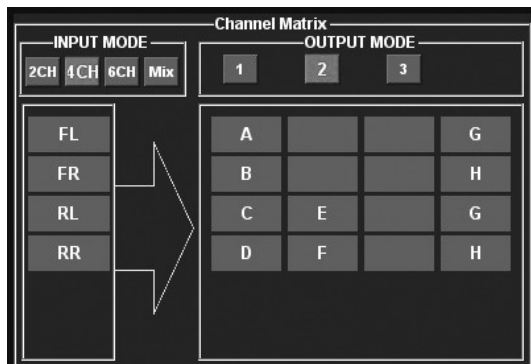 Channel Matrix
INPUT MODE
OUTPUT MODE
2CH 4CH 6CH Mix
1 2 3
FL A G
FR B H
RL C E G
RR D F H